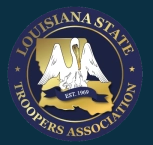 LOUISIANA STATE
EST. 1969
TROOPERS ASSOCIATION